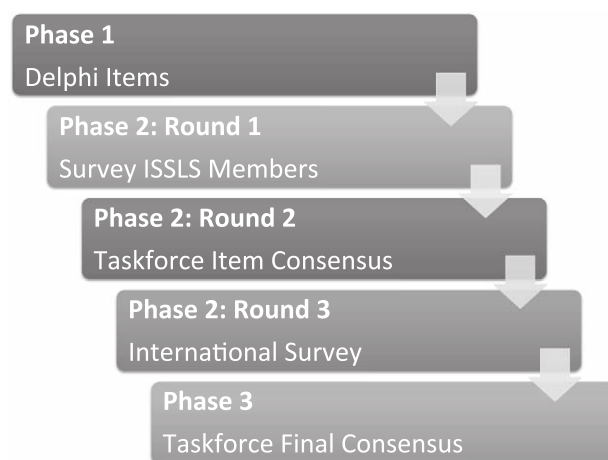 Phase 1
Delphi Items
Phase 2: Round 1
Survey ISSLS Members
Phase 2: Round 2
Taskforce Item Consensus
Phase 2: Round 3
International Survey
Phase 3
Taskforce Final Consensus